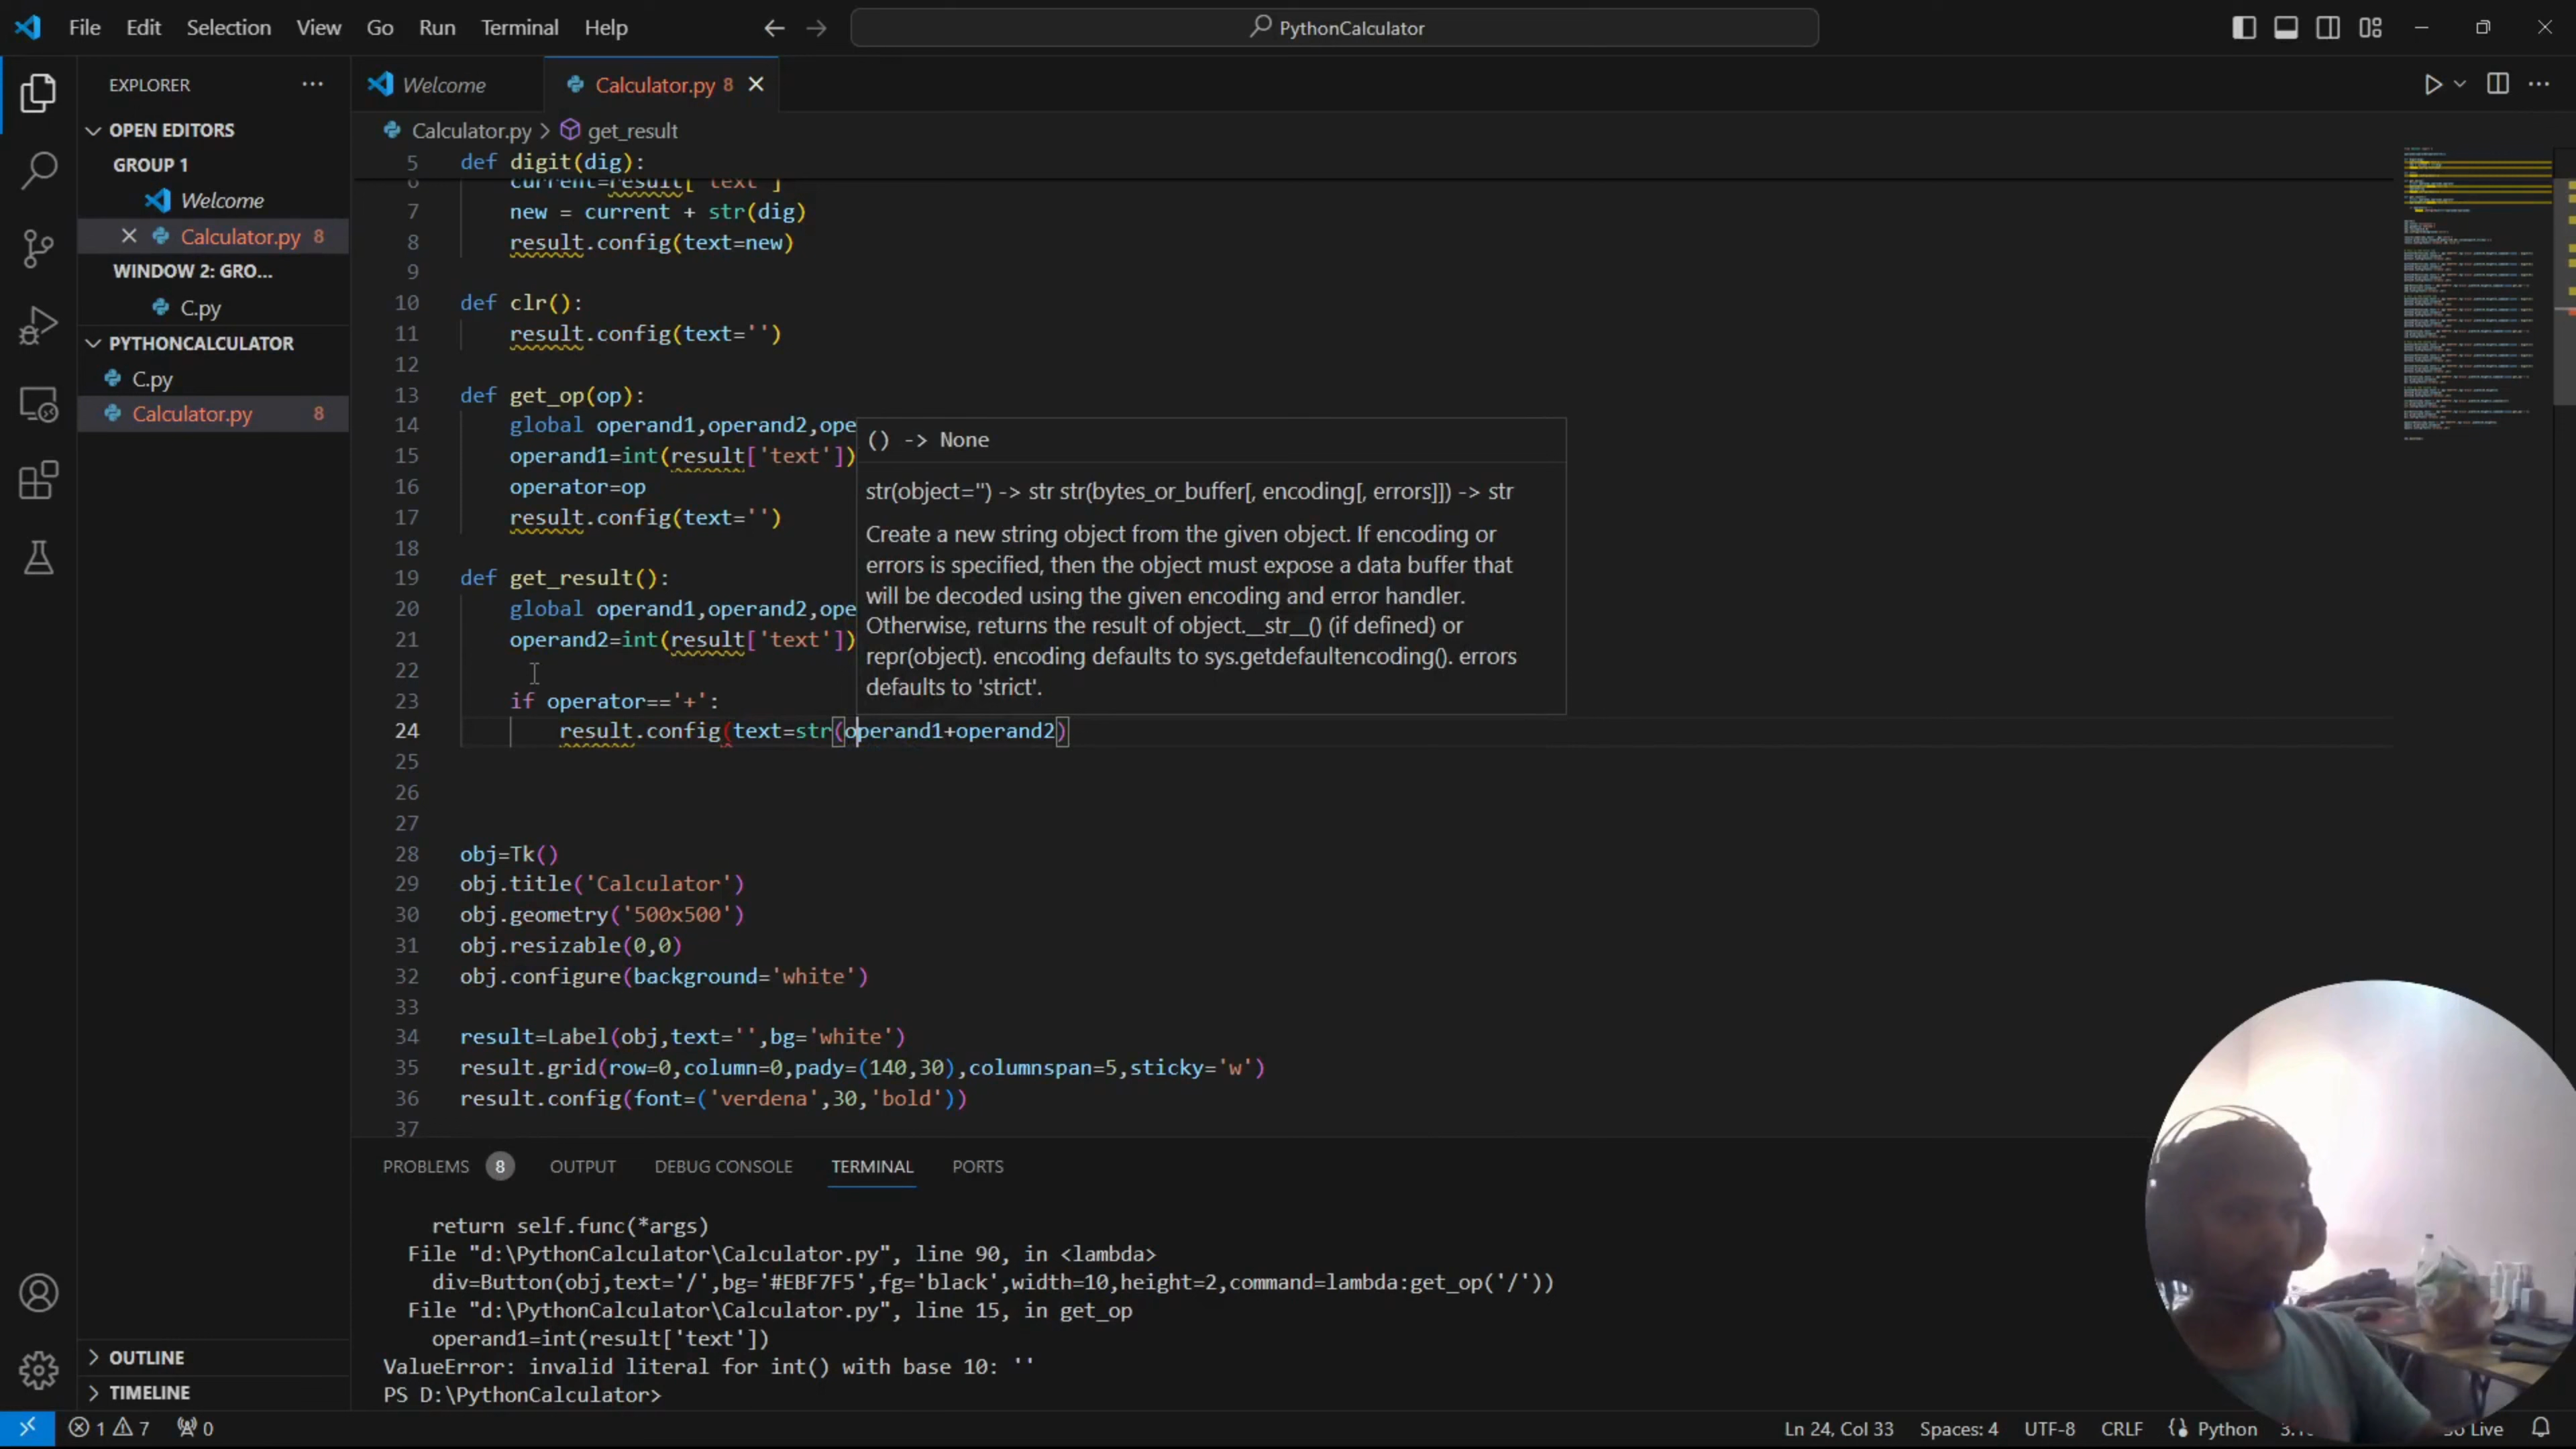 File Edit Selection View Go Run Terminal Help
PythonCalculator
EXPLORER
OPEN EDITORS
GROUP 1
Welcome
Calculator.py 8
WINDOW 2: GRO...
C.py
PYTHONCALCULATOR
C.py
Calculator.py 8
OUTLINE
TIMELINE
Welcome Calculator.py 8
Calculator.py > get_result
5 def digit(dig):
6 current=result['text']
7 new = current + str(dig)
8 result.config(text=new)
9
10 def clr():
11 result.config(text='')
12
13 def get_op(op):
14 global operand1,operand2,ope
15 operand1=int(result['text'])
16 operator=op
17 result.config(text='')
18
19 def get_result():
20 global operand1,operand2,ope
21 operand2=int(result['text'])
22
23 if operator=='+':
24 result.config(text=str(operand1+operand2)
25
26
27
28 obj=Tk()
29 obj.title('Calculator')
30 obj.geometry('500x500')
31 obj.resizable(0,0)
32 obj.configure(background='white')
33
34 result=Label(obj,text='',bg='white')
35 result.grid(row=0,column=0,pady=(140,30),columnspan=5,sticky='w')
36 result.config(font=('verdena',30,'bold'))
37
() -> None
str(object='') -> str str(bytes_or_buffer[, encoding[, errors]]) -> str
Create a new string object from the given object. If encoding or
errors is specified, then the object must expose a data buffer that
will be decoded using the given encoding and error handler.
Otherwise, returns the result of object.__str__() (if defined) or
repr(object). encoding defaults to sys.getdefaultencoding(). errors
defaults to 'strict'.
PROBLEMS 8 OUTPUT DEBUG CONSOLE TERMINAL PORTS
return self.func(*args)
File "d:\PythonCalculator\Calculator.py", line 90, in <lambda>
div=Button(obj,text='/',bg='#EBF7F5',fg='black',width=10,height=2,command=lambda:get_op('/'))
File "d:\PythonCalculator\Calculator.py", line 15, in get_op
operand1=int(result['text'])
ValueError: invalid literal for int() with base 10: ''
PS D:\PythonCalculator>
1 7 0 Ln 24, Col 33 Spaces: 4 UTF-8 CRLF Python Live